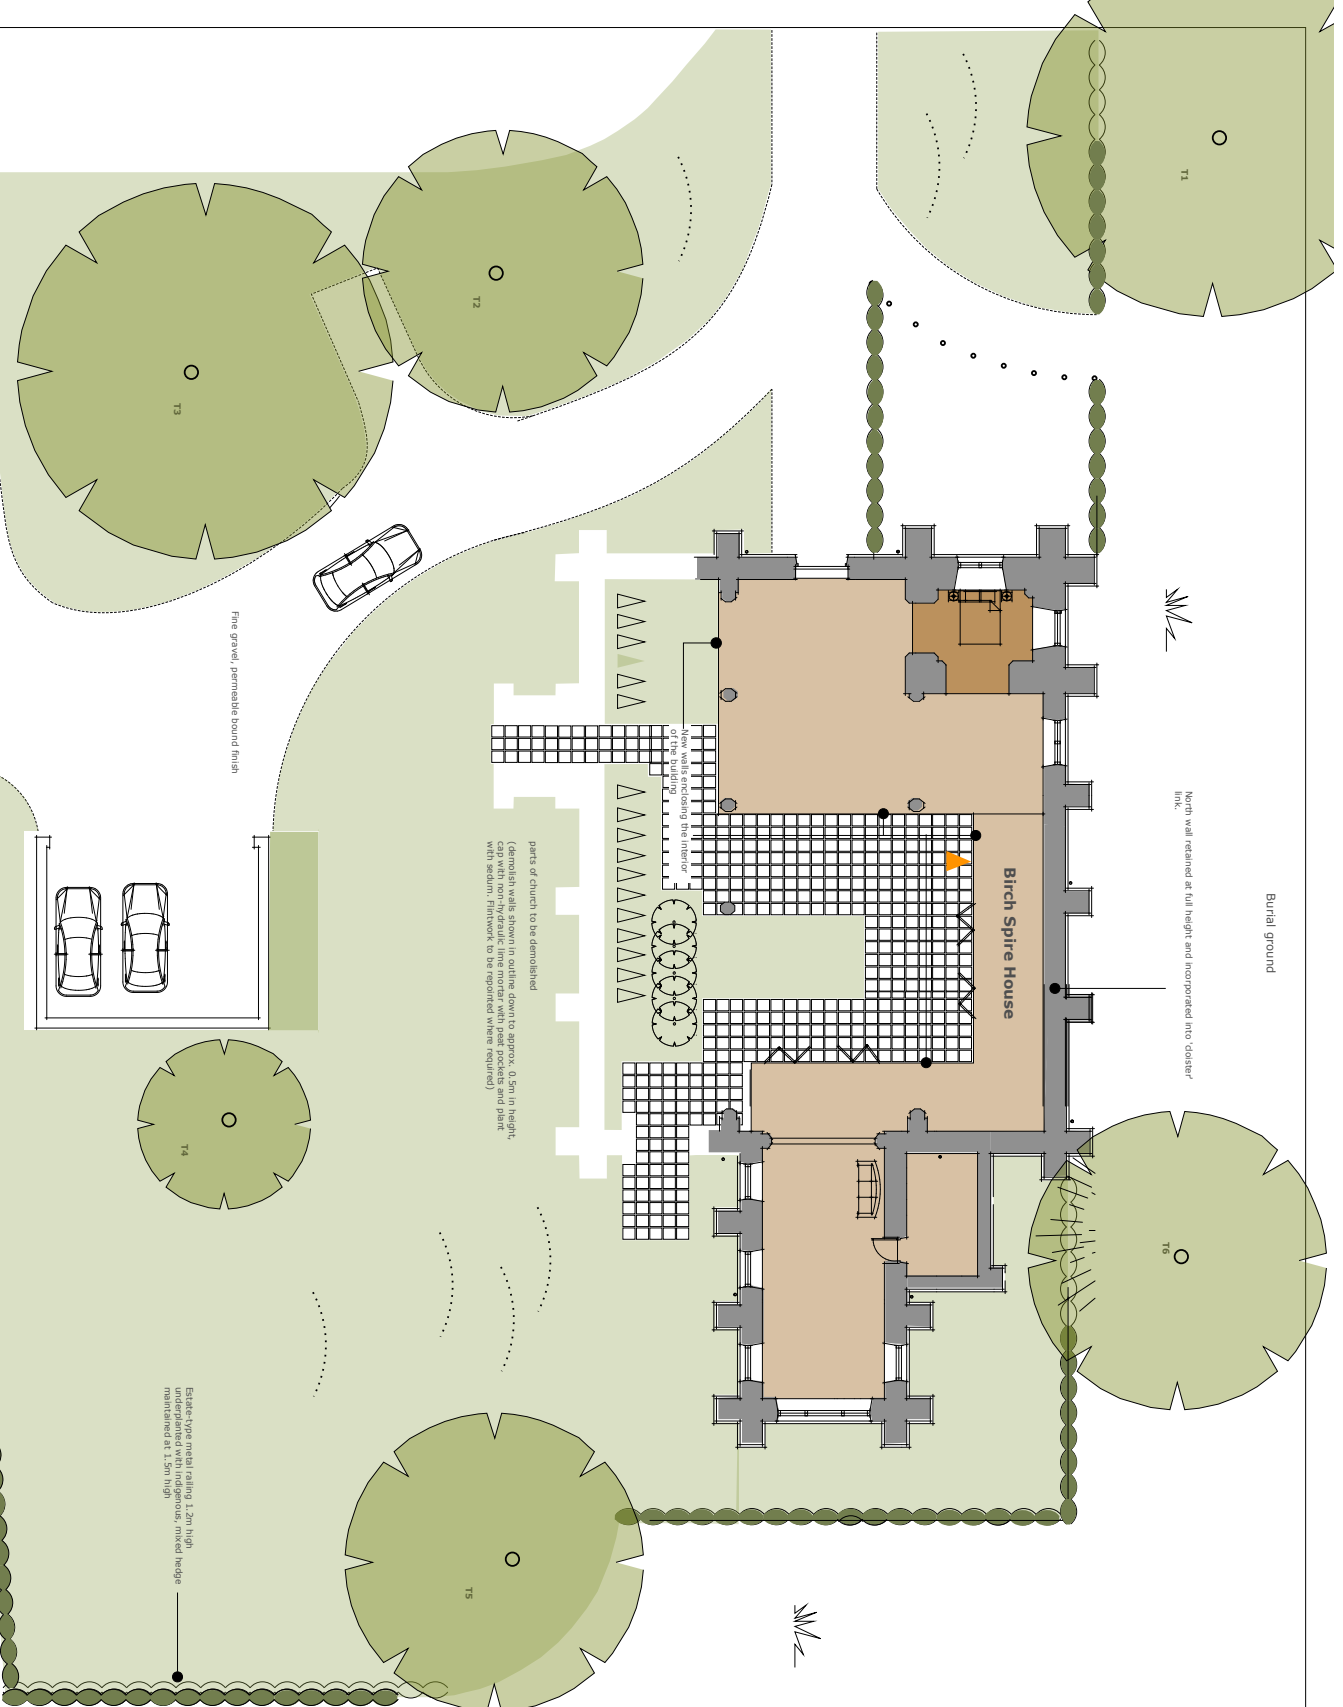 T1
T2
T3
Fine gravel, permeable bound finish
New walls enclosing the interior
of the building
North wall retained at full height and incorporated into 'cloister'
link.
Burial ground
Birch Spire House
parts of church to be demolished
(demolish walls shown in outline down to approx. 0.5m in height,
cap with non-hydraulic lime mortar with peat pockets and plant
with sedum. Flintwork to be repointed where required)
T4
T6
Estate-type metal railing 1.2m high
underplanted with indigenous, mixed hedge
maintained at 1.5m high
T5